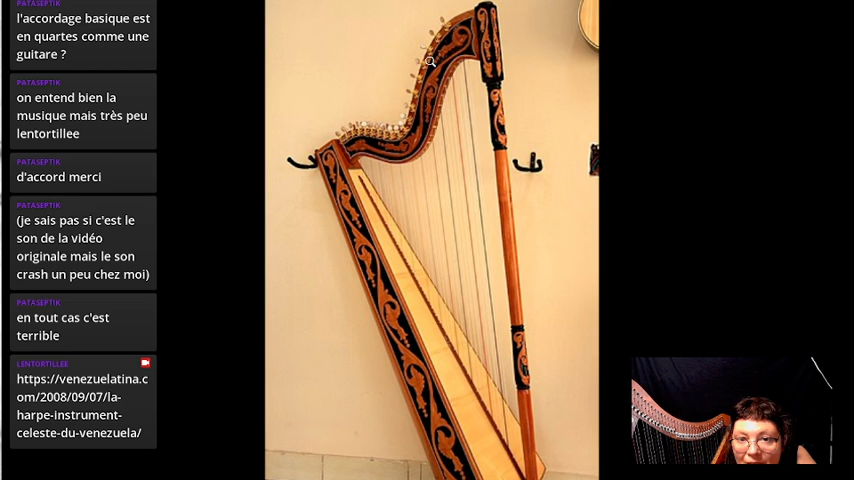 PATASEPTIK
l'accordage basique est
en quartes comme une
guitare ?
PATASEPTIK
on entend bien la
musique mais très peu
lentortillee
PATASEPTIK
d'accord merci
PATASEPTIK
(je sais pas si c'est le
son de la vidéo
originale mais le son
crash un peu chez moi)
PATASEPTIK
en tout cas c'est
terrible
LENTORTILLEE
https://venezuelatina.c
om/2008/09/07/la-
harpe-instrument-
celeste-du-venezuela/